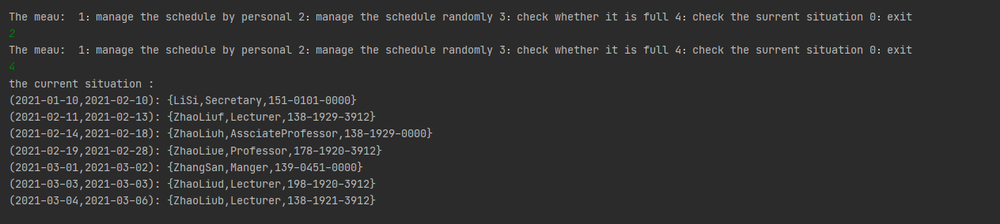 The meau:  1：manage the schedule by personal 2：manage the schedule randomly 3：check whether it is full 4：check the surrent situation 0：exit
2
The meau:  1：manage the schedule by personal 2：manage the schedule randomly 3：check whether it is full 4：check the surrent situation 0：exit
4
the current situation :
(2021-01-10,2021-02-10): {LiSi,Secretary,151-0101-0000}
(2021-02-11,2021-02-13): {ZhaoLiuf,Lecturer,138-1929-3912}
(2021-02-14,2021-02-18): {ZhaoLiuh,AssciateProfessor,138-1929-0000}
(2021-02-19,2021-02-28): {ZhaoLiue,Professor,178-1920-3912}
(2021-03-01,2021-03-02): {ZhangSan,Manger,139-0451-0000}
(2021-03-03,2021-03-03): {ZhaoLiud,Lecturer,198-1920-3912}
(2021-03-04,2021-03-06): {ZhaoLiub,Lecturer,138-1921-3912}